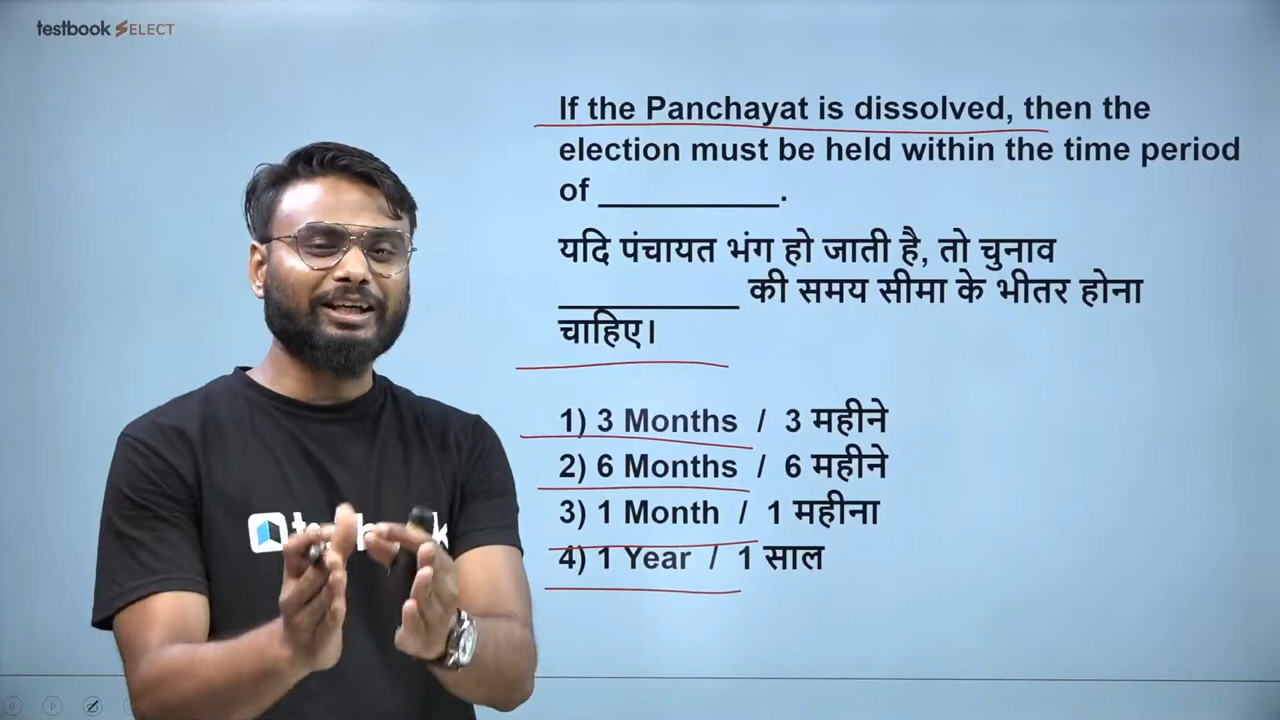 testbook SELECT
If the Panchayat is dissolved, then the
election must be held within the time period
of __________.
यदि पंचायत भंग हो जाती है, तो चुनाव
__________ की समय सीमा के भीतर होना
चाहिए।
1) 3 Months / 3 महीने
2) 6 Months / 6 महीने
3) 1 Month / 1 महीना
4) 1 Year / 1 साल